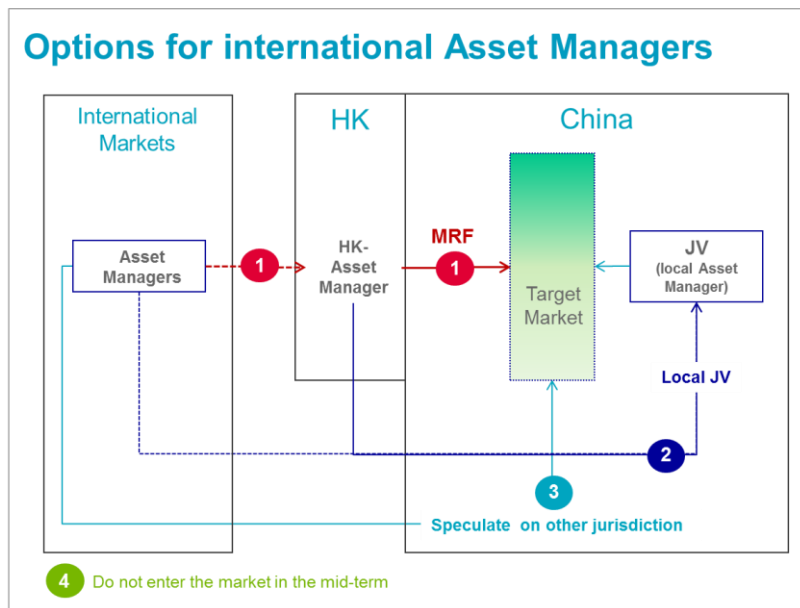 Options for international Asset Managers
International
Markets
HK
China
Asset
Managers
1
HK-
Asset
Manager
MRF
1
Target
Market
JV
(local Asset
Manager)
Local JV
2
3
Speculate on other jurisdiction
4 Do not enter the market in the mid-term